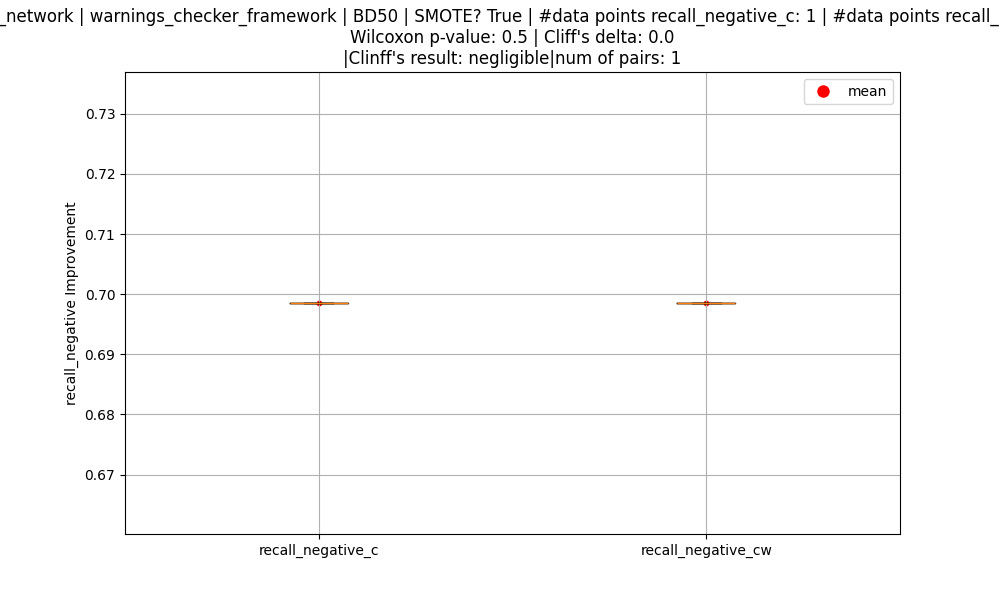 _network | warnings_checker_framework | BD50 | SMOTE? True | #data points recall_negative_c: 1 | #data points recall_
Wilcoxon p-value: 0.5 | Cliff's delta: 0.0
|Clinff's result: negligible|num of pairs: 1
mean
0.73
0.72
0.71
0.70
0.69
0.68
0.67
recall_negative Improvement
recall_negative_c
recall_negative_cw